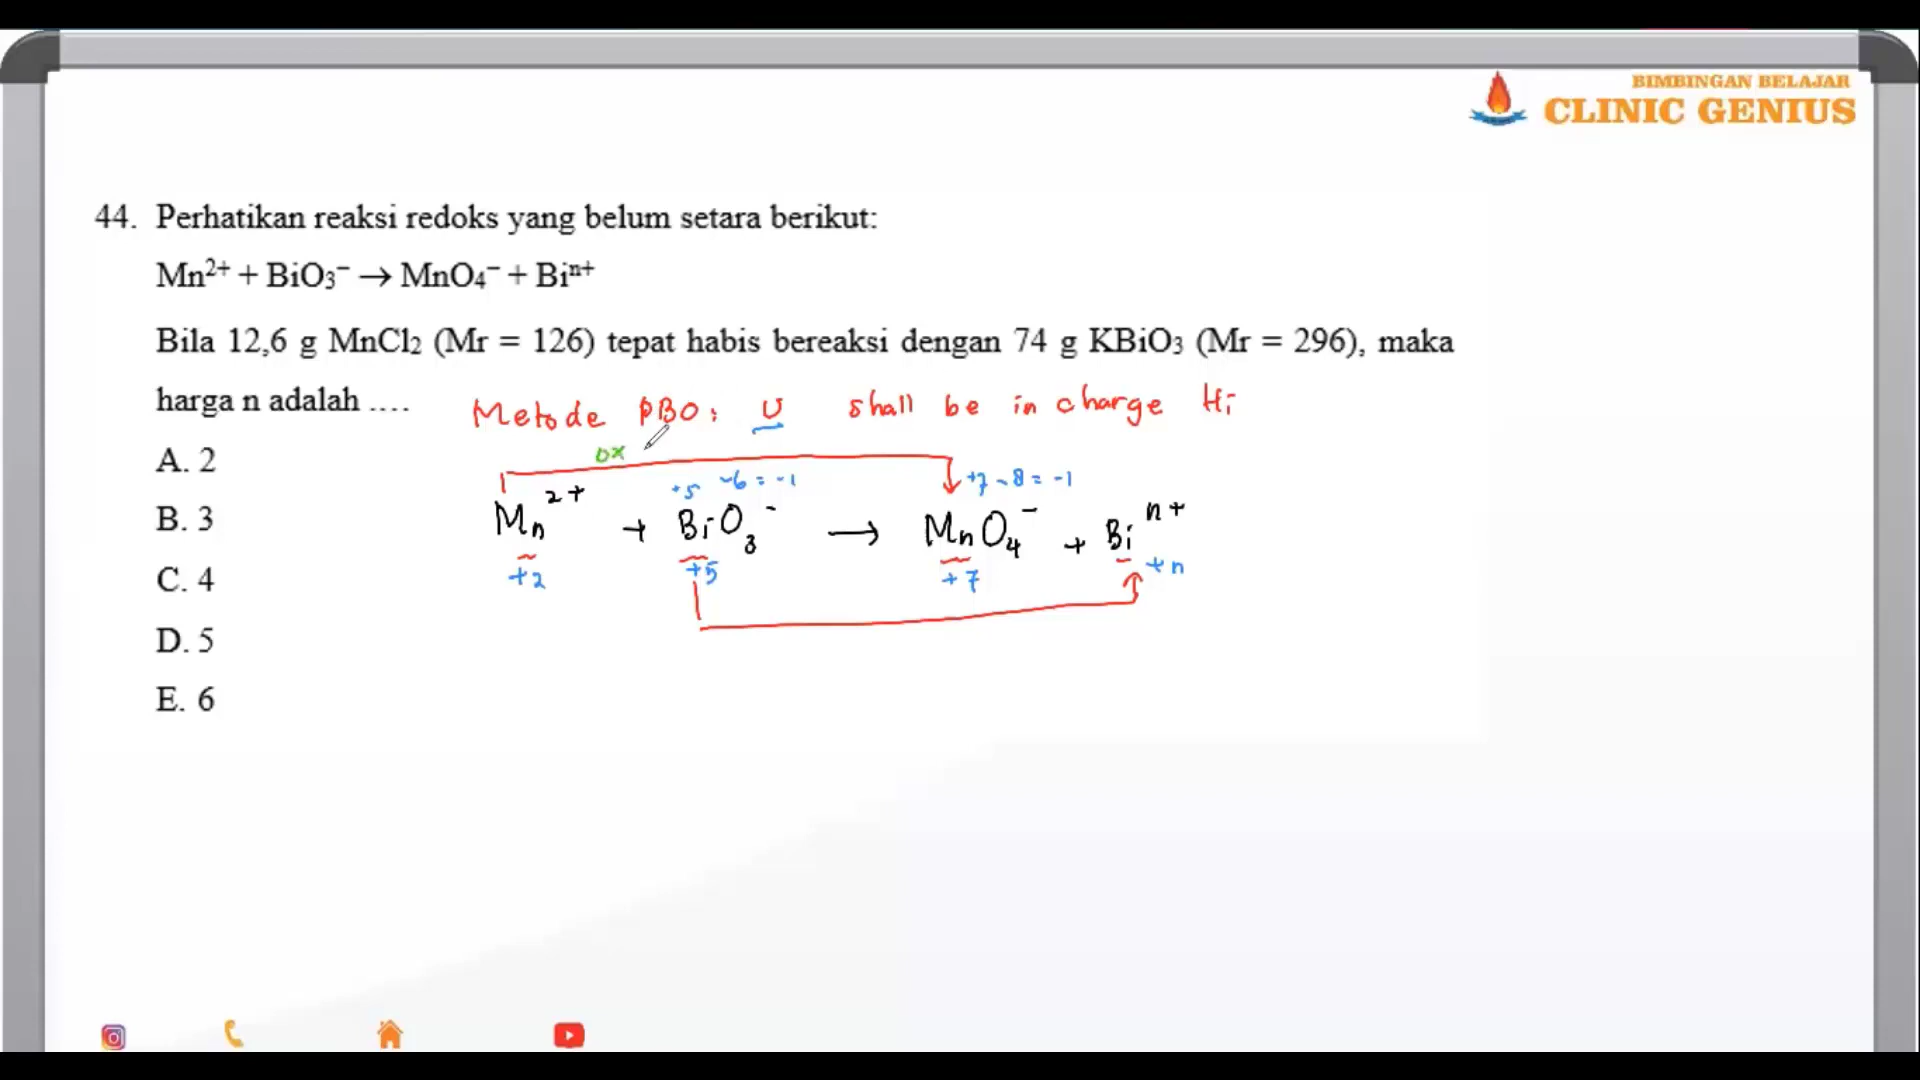 BIMBINGAN BELAJAR
CLINIC GENIUS
44. Perhatikan reaksi redoks yang belum setara berikut:
Mn²⁺ + BiO₃⁻ → MnO₄⁻ + Biⁿ⁺
Bila 12,6 g MnCl₂ (Mr = 126) tepat habis bereaksi dengan 74 g KBiO₃ (Mr = 296), maka
harga n adalah ....
Metode PBO: U shall be in charge Hi
A. 2
B. 3
C. 4
D. 5
E. 6
ox
+5 -6 = -1 +7 - 8 = -1
Mn²⁺ + BiO₃⁻ → MnO₄⁻ + Biⁿ⁺
+2 +5 +7 +n